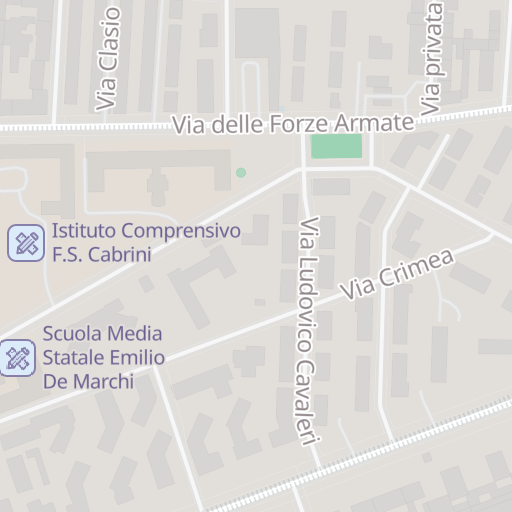 Via Clasio
Via privata
Via delle Forze Armate
Istituto Comprensivo
F.S. Cabrini
Via Ludovico Cavaleri
Via Crimea
Scuola Media
Statale Emilio
De Marchi